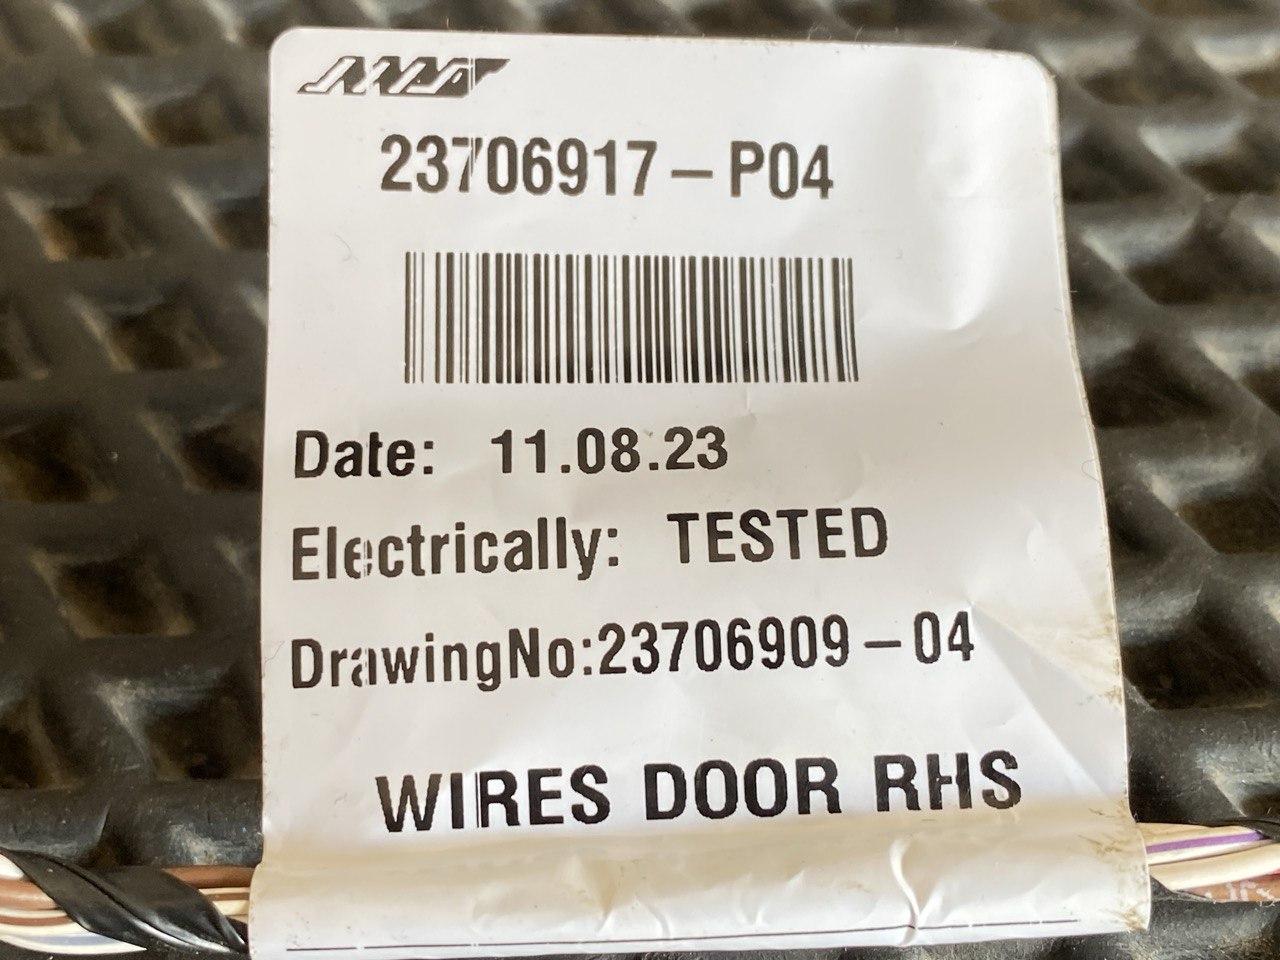 23706917-P04
Date: 11.08.23
Electrically: TESTED
DrawingNo:23706909-04
WIRES DOOR RHS